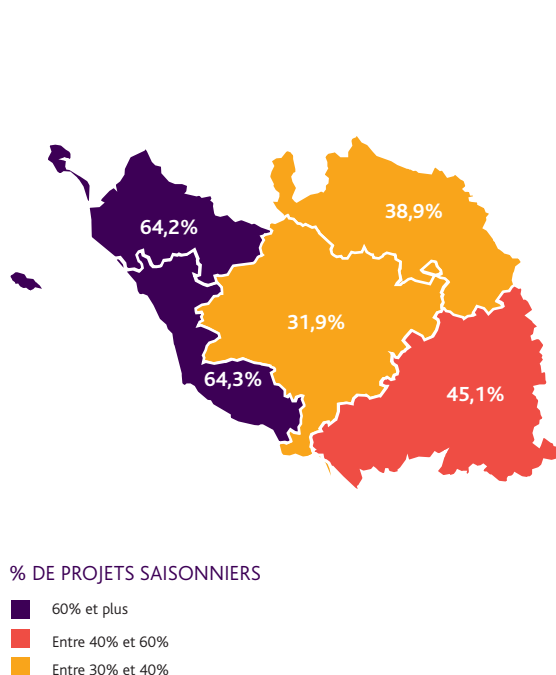 38,9%
64,2%
31,9%
64,3%
45,1%
% DE PROJETS SAISONNIERS
60% et plus
Entre 40% et 60%
Entre 30% et 40%